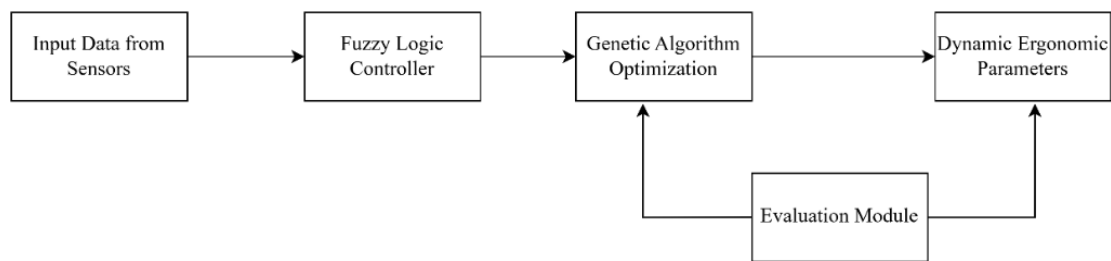 Input Data from
Sensors
Fuzzy Logic
Controller
Genetic Algorithm
Optimization
Dynamic Ergonomic
Parameters
Evaluation Module